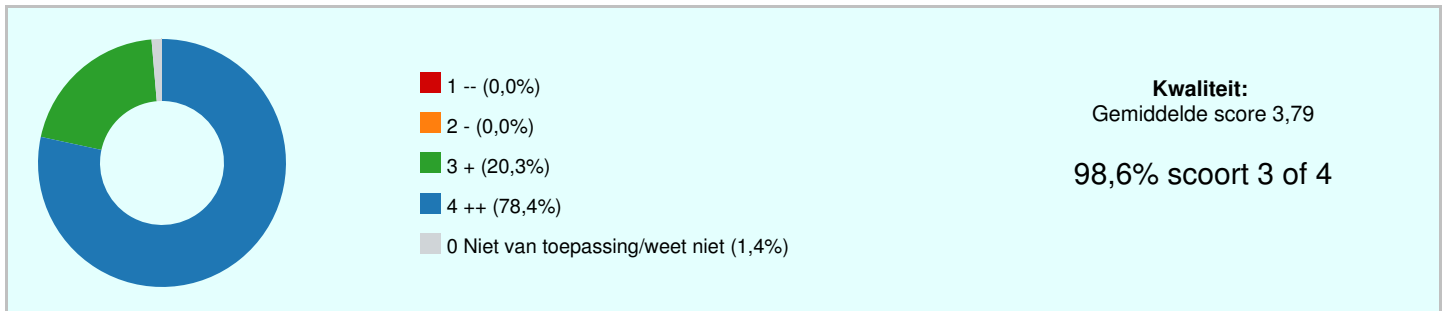 1 -- (0,0%)
2 - (0,0%)
3 + (20,3%)
4 ++ (78,4%)
0 Niet van toepassing/weet niet (1,4%)
Kwaliteit:
Gemiddelde score 3,79
98,6% scoort 3 of 4